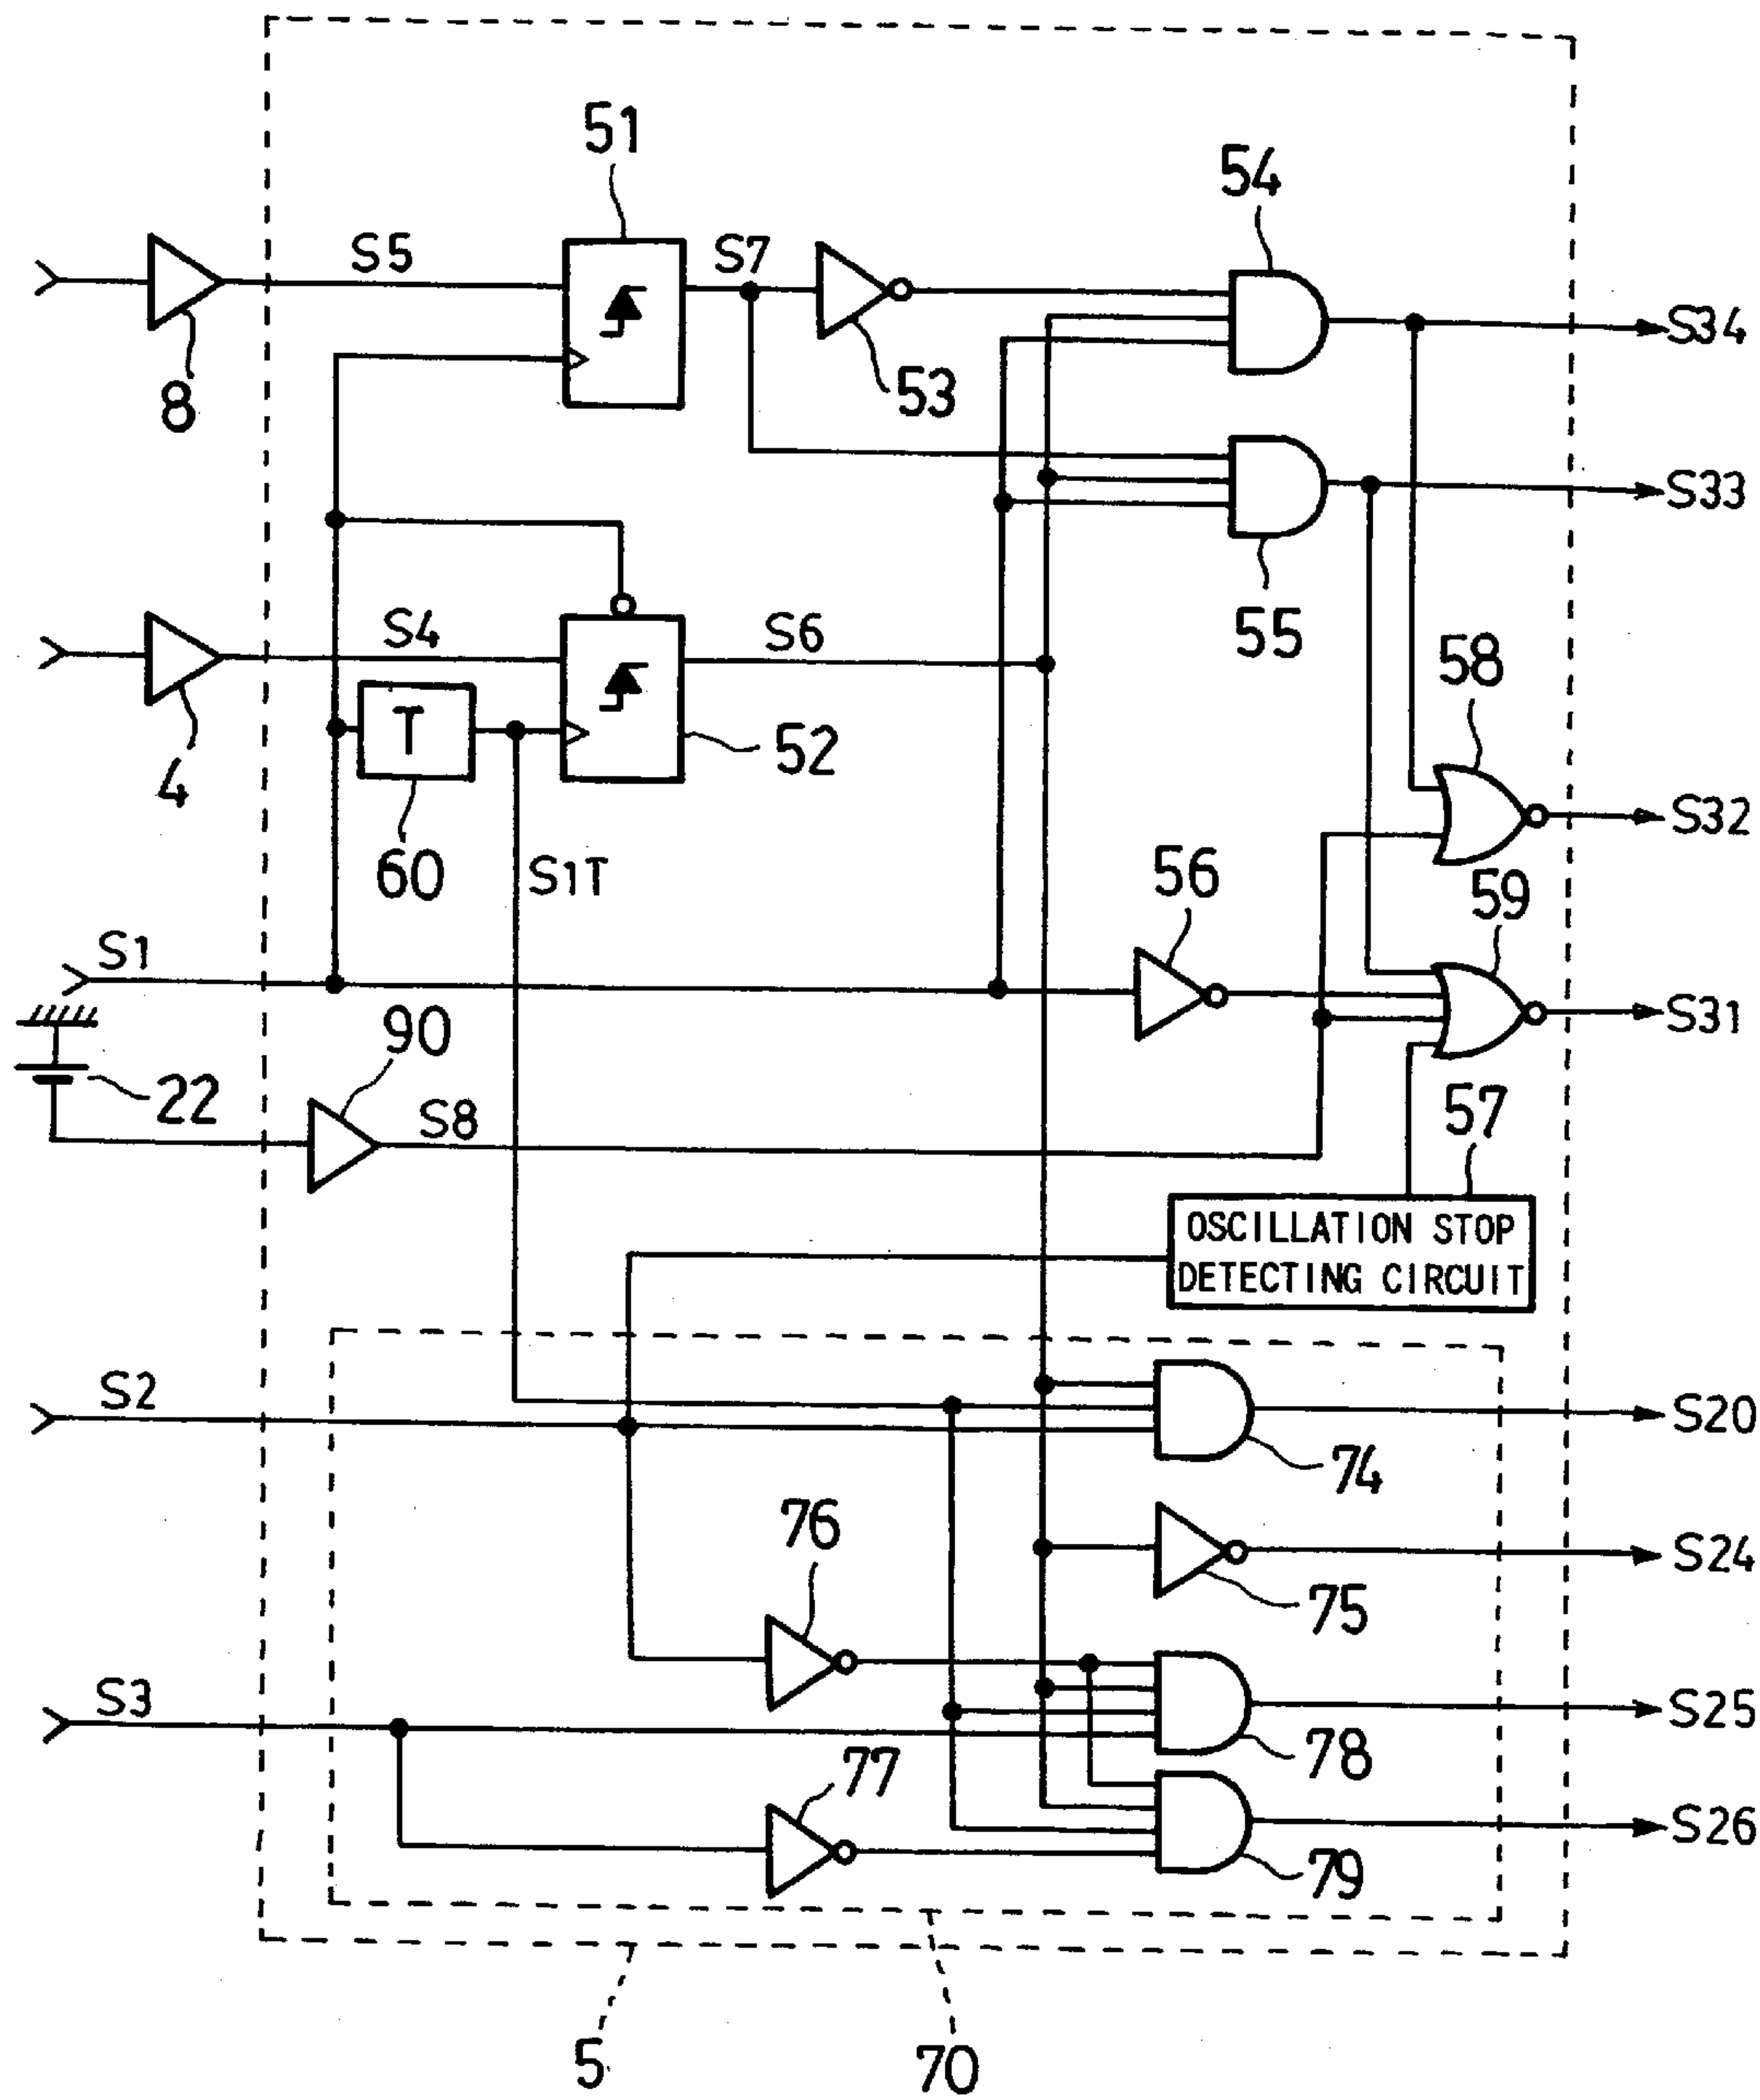 51
54
S5
S7
S34
8
53
S33
55
S4
S6
58
T
52
4
60
S1T
S32
56
59
S1
S31
90
22
S8
57
OSCILLATION STOP
DETECTING CIRCUIT
S2
S20
74
76
S24
75
S3
S25
77
78
S26
79
5
70